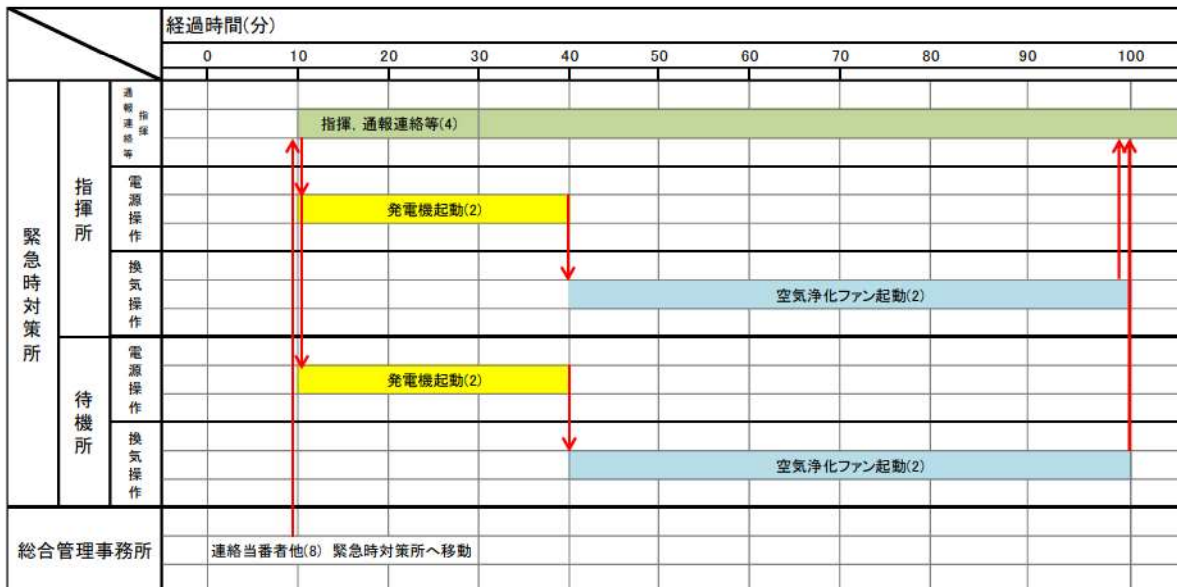 経過時間(分)
0 10 20 30 40 50 60 70 80 90 100
緊急時対策所
指揮所
指揮
通報連絡等
指揮，通報連絡等(4)
電源操作
発電機起動(2)
換気操作
空気浄化ファン起動(2)
待機所
電源操作
発電機起動(2)
換気操作
空気浄化ファン起動(2)
総合管理事務所
連絡当番者他(8) 緊急時対策所へ移動